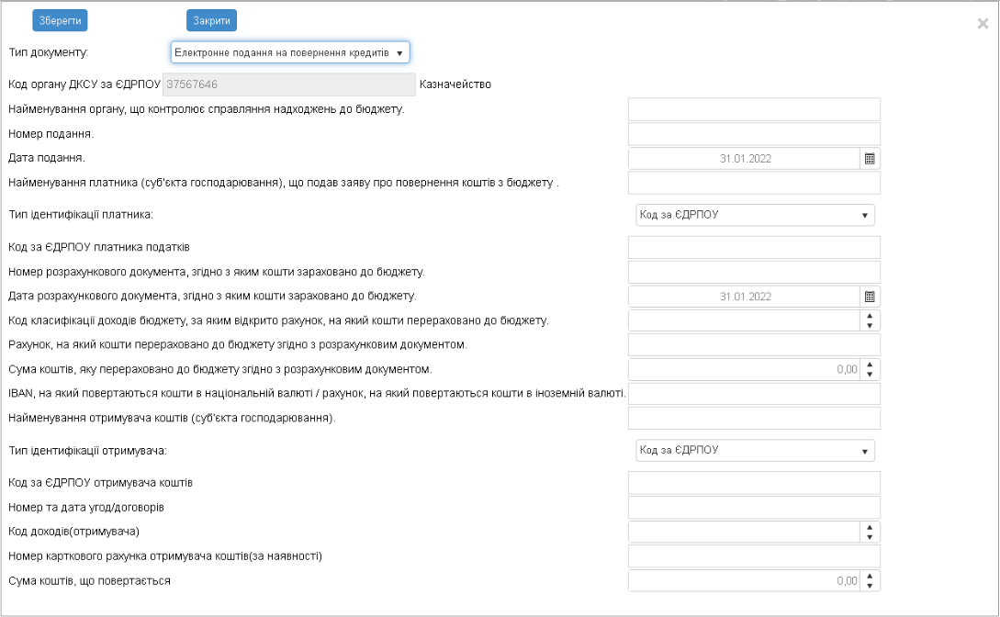 Зберегти Закрити
Тип документу: Електронне подання на повернення кредитів
Код органу ДКСУ за ЄДРПОУ 37567646 Казначейство
Найменування органу, що контролює справляння надходжень до бюджету.
Номер подання.
Дата подання. 31.01.2022
Найменування платника (суб'єкта господарювання), що подав заяву про повернення коштів з бюджету .
Тип ідентифікації платника: Код за ЄДРПОУ
Код за ЄДРПОУ платника податків
Номер розрахункового документа, згідно з яким кошти зараховано до бюджету.
Дата розрахункового документа, згідно з яким кошти зараховано до бюджету. 31.01.2022
Код класифікації доходів бюджету, за яким відкрито рахунок, на який кошти перераховано до бюджету.
Рахунок, на який кошти перераховано до бюджету згідно з розрахунковим документом.
Сума коштів, яку перераховано до бюджету згідно з розрахунковим документом. 0,00
IBAN, на який повертаються кошти в національній валюті / рахунок, на який повертаються кошти в іноземній валюті.
Найменування отримувача коштів (суб'єкта господарювання).
Тип ідентифікації отримувача: Код за ЄДРПОУ
Код за ЄДРПОУ отримувача коштів
Номер та дата угод/договорів
Код доходів(отримувача)
Номер карткового рахунка отримувача коштів(за наявності)
Сума коштів, що повертається 0,00